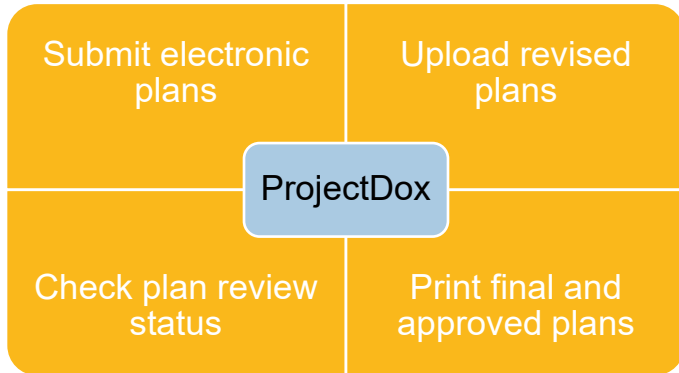 Submit electronic
plans
Upload revised
plans
ProjectDox
Check plan review
status
Print final and
approved plans